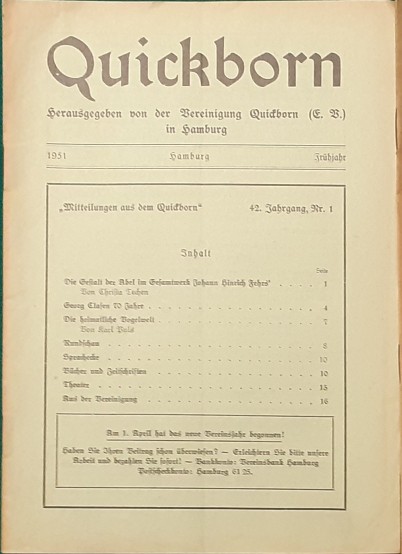 Quickborn
Herausgegeben von der Vereinigung Quickborn (E. V.)
in Hamburg
1951 Hamburg Frühjahr
„Mitteilungen aus dem Quickborn“ 42. Jahrgang, Nr. 1
Inhalt
Seite
Die Gestalt der Abel im Gesamtwerk Johann Hinrich Fehrs' . . . . . 1
Von Christa
Georg Clasen 70 Jahre . . . . . 4
Die heimatliche Vogelwelt . . . . . 7
Von Karl
Rundschau . . . . . 8
Sprachecke . . . . . 10
Bücher und Zeitschriften . . . . . 10
Theater . . . . . 15
Aus der Vereinigung . . . . . 16
Am 1. April hat das neue Vereinsjahr begonnen!
Haben Sie Ihren Beitrag schon überwiesen? — Erleichtern Sie bitte unsere
Arbeit und bezahlen Sie sofort! — Bankkonto: Vereinsbank Hamburg
Postscheckkonto: Hamburg 61 25.